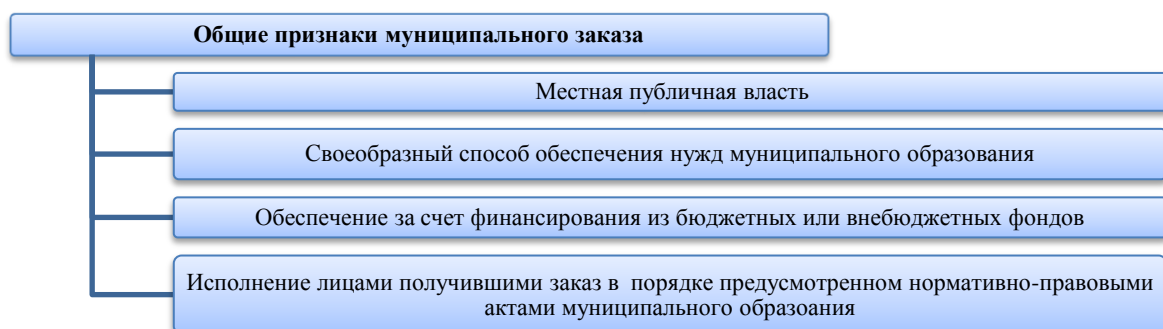 Общие признаки муниципального заказа
Местная публичная власть
Своеобразный способ обеспечения нужд муниципального образования
Обеспечение за счет финансирования из бюджетных или внебюджетных фондов
Исполнение лицами получившими заказ в порядке предусмотренном нормативно-правовыми
актами муниципального образоания